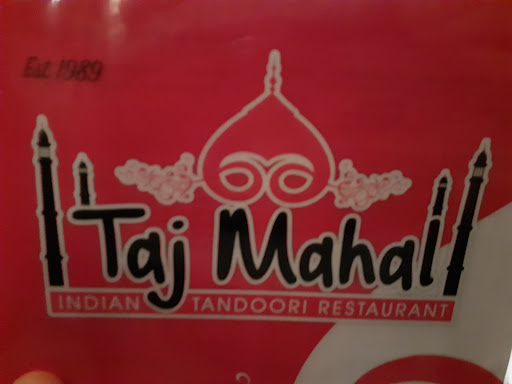 Est 1989
Taj Mahal
INDIAN TANDOORI RESTAURANT